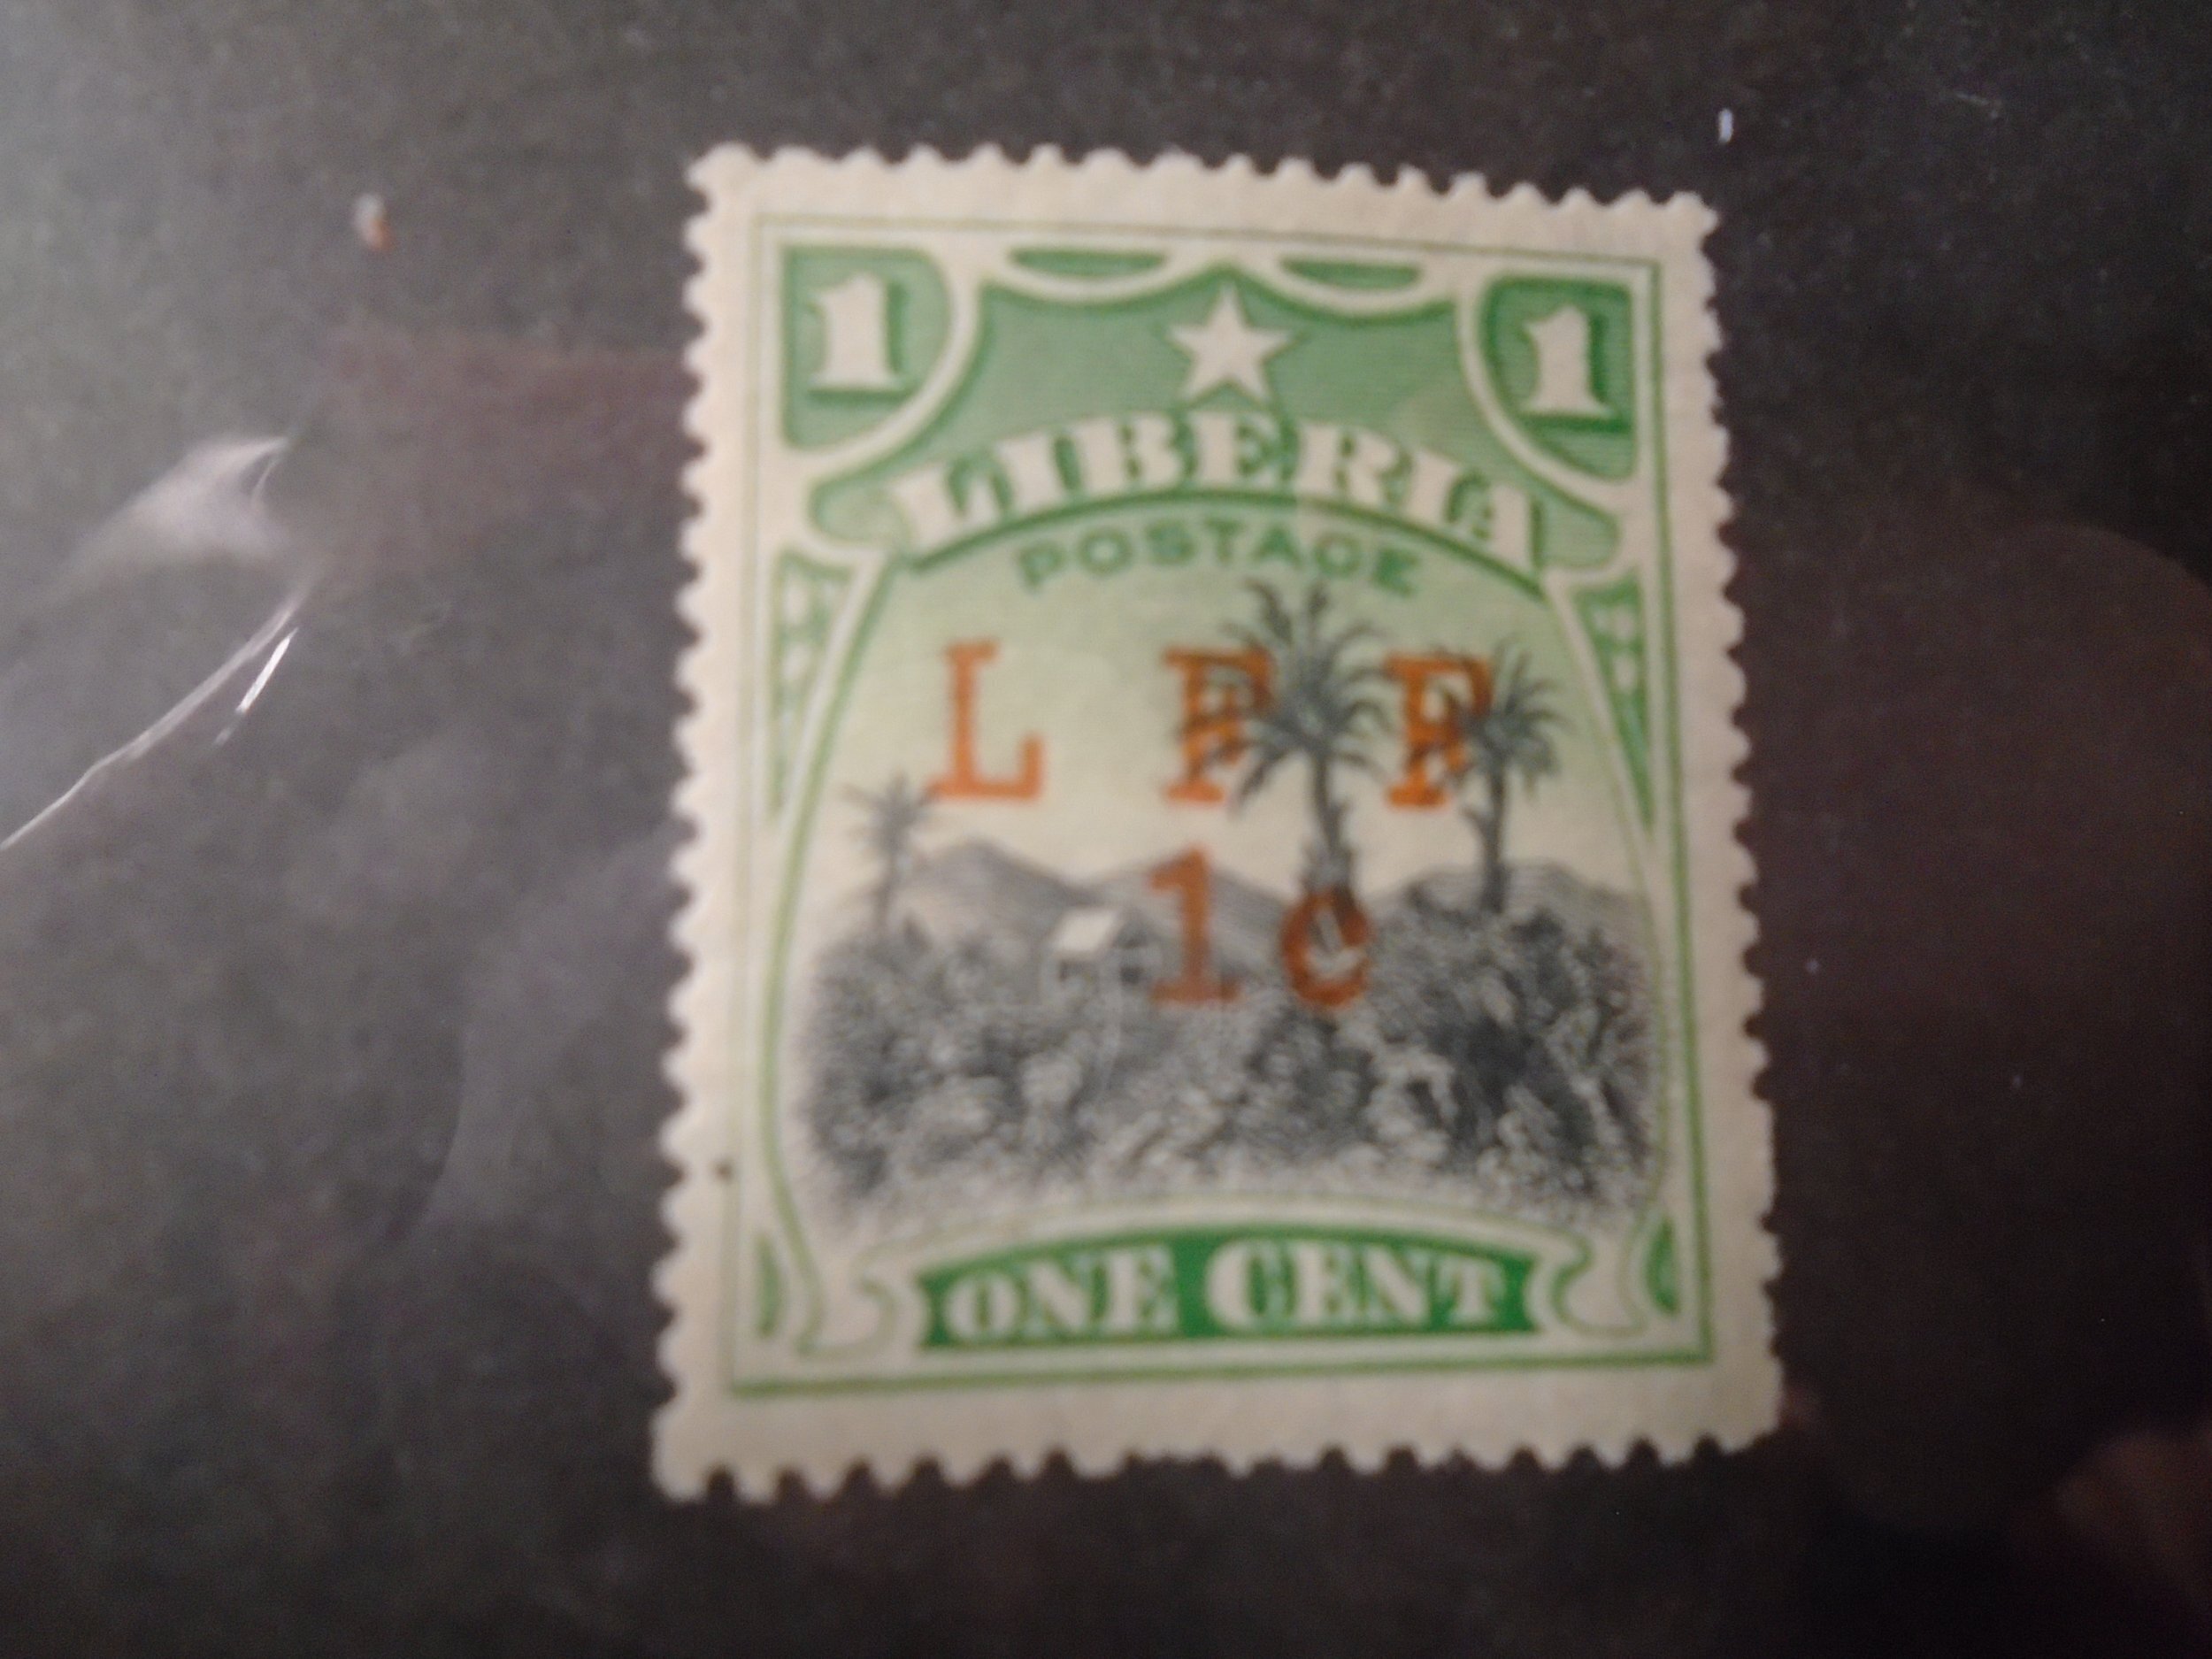 1 1
LIBERIA
POSTAGE
L F F
1c
ONE CENT